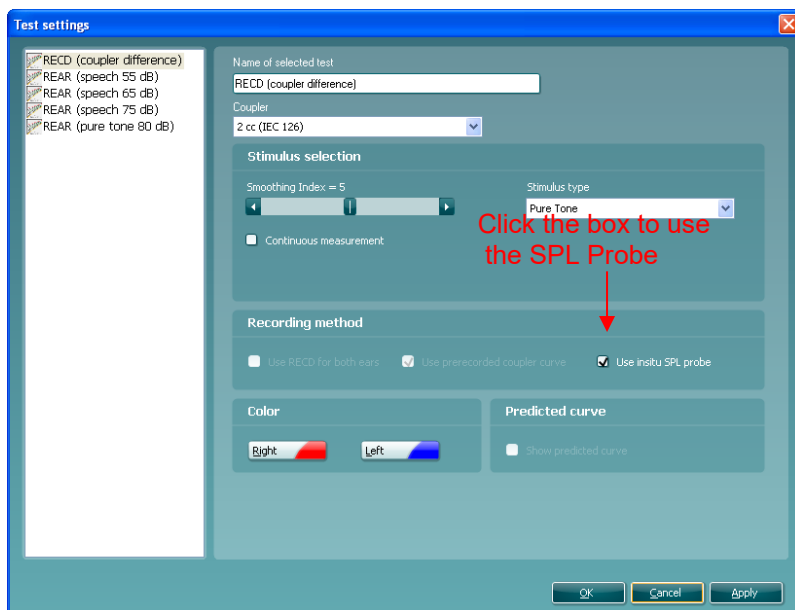 Test settings
RECD (coupler difference)
REAR (speech 55 dB)
REAR (speech 65 dB)
REAR (speech 75 dB)
REAR (pure tone 80 dB)
Name of selected test
RECD (coupler difference)
Coupler
2 cc (IEC 126)
Stimulus selection
Smoothing Index = 5
Stimulus type
Pure Tone
Continuous measurement
Click the box to use
the SPL Probe
Recording method
Use RECD for both ears
Use prerecorded coupler curve
Use insitu SPL probe
Color
Right
Left
Predicted curve
Show predicted curve
OK
Cancel
Apply